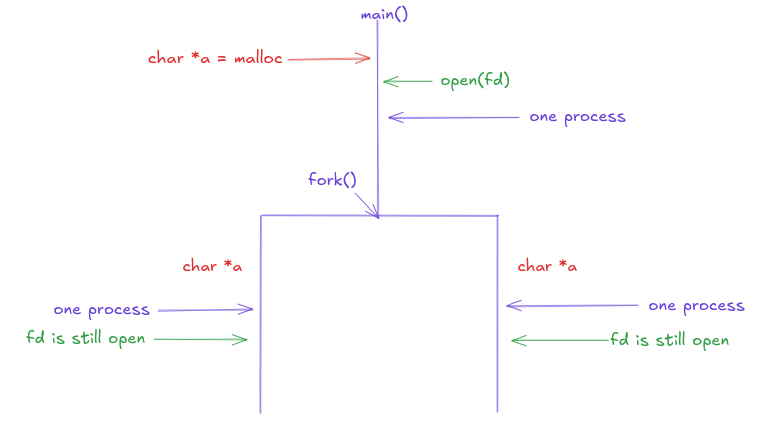 main()
char *a = malloc
open(fd)
one process
fork()
char *a
char *a
one process
one process
fd is still open
fd is still open